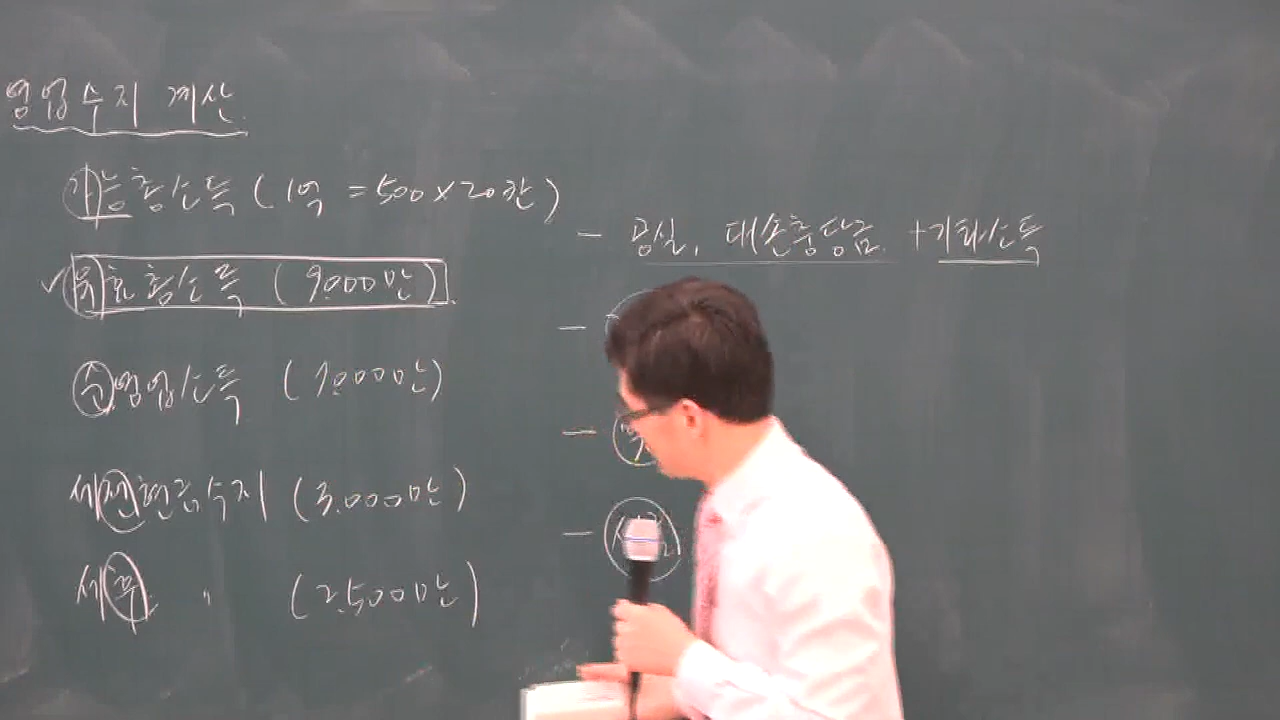 영업수지 계산.
가능총소득 (1억 = 500×20칸)
- 공실, 대손충당금. +기타소득
✓ 유효총소득 (9.000만).
-
순영업소득 (7.000만)
-
세전현금수지 (3.000만)
-
세후 〃 (2.500만)